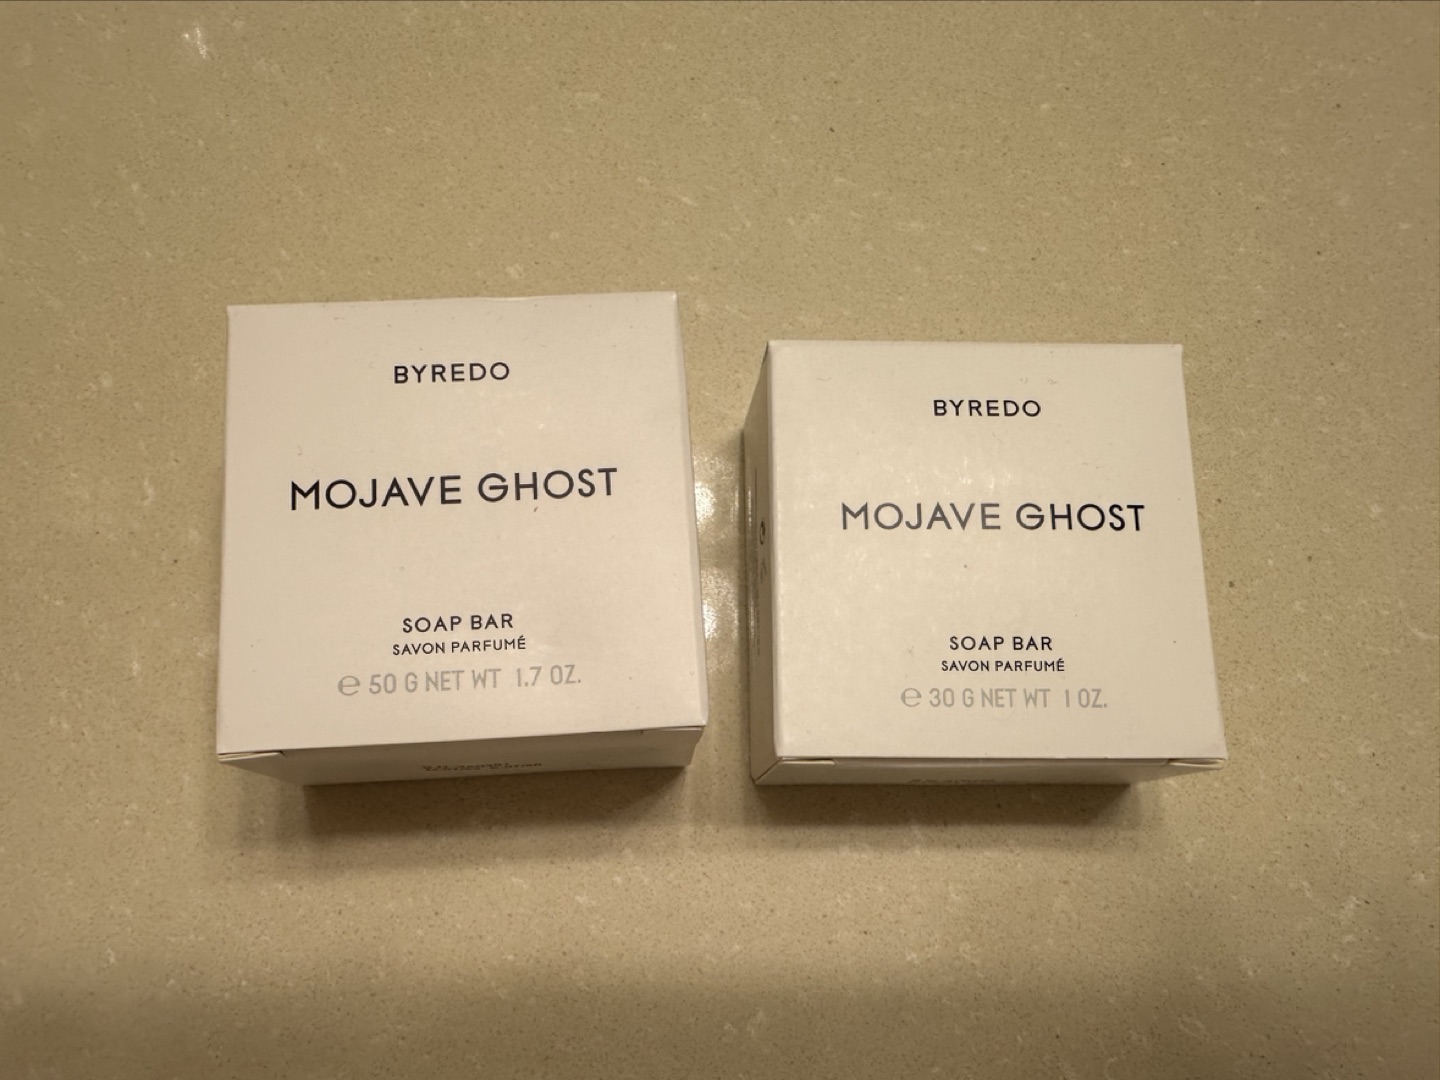 BYREDO
MOJAVE GHOST
SOAP BAR
SAVON PARFUMÉ
℮ 50 G NET WT 1.7 OZ.
BYREDO
MOJAVE GHOST
SOAP BAR
SAVON PARFUMÉ
℮ 30 G NET WT 1 OZ.